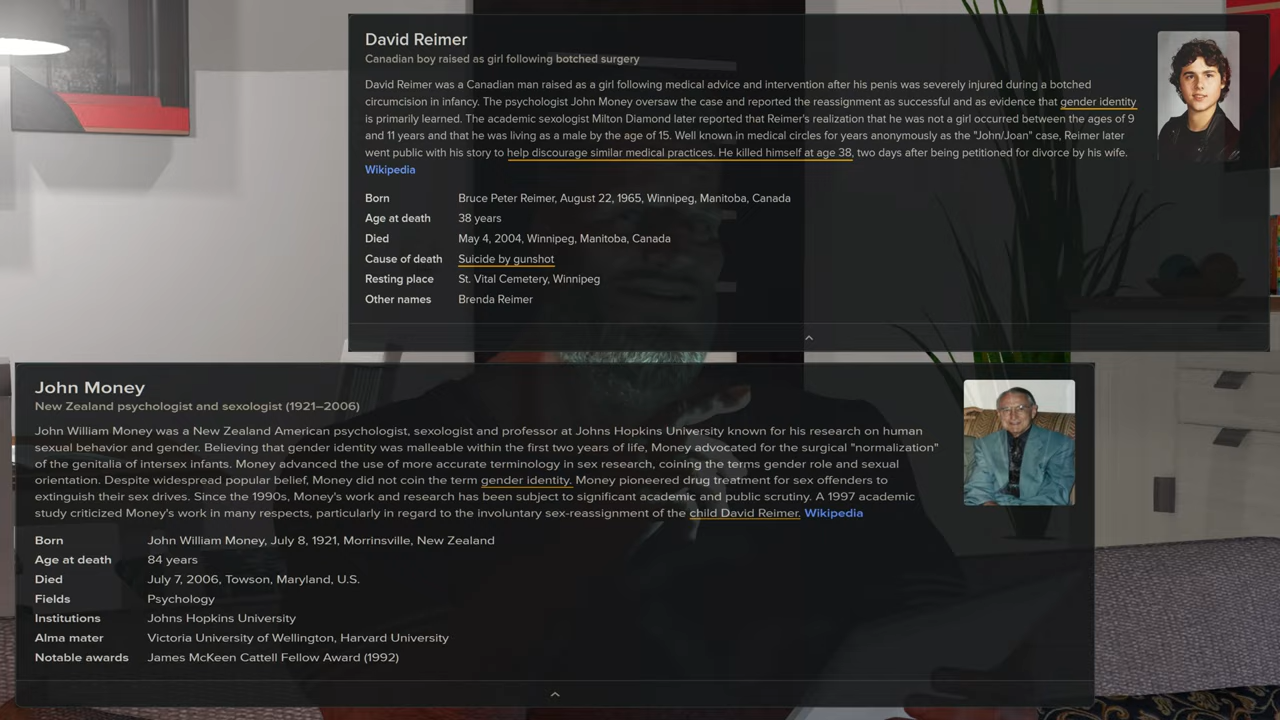 David Reimer
Canadian boy raised as girl following botched surgery
David Reimer was a Canadian man raised as a girl following medical advice and intervention after his penis was severely injured during a botched
circumcision in infancy. The psychologist John Money oversaw the case and reported the reassignment as successful and as evidence that gender identity
is primarily learned. The academic sexologist Milton Diamond later reported that Reimer's realization that he was not a girl occurred between the ages of 9
and 11 years and that he was living as a male by the age of 15. Well known in medical circles for years anonymously as the "John/Joan" case, Reimer later
went public with his story to help discourage similar medical practices. He killed himself at age 38, two days after being petitioned for divorce by his wife.
Wikipedia
Born Bruce Peter Reimer, August 22, 1965, Winnipeg, Manitoba, Canada
Age at death 38 years
Died May 4, 2004, Winnipeg, Manitoba, Canada
Cause of death Suicide by gunshot
Resting place St. Vital Cemetery, Winnipeg
Other names Brenda Reimer
John Money
New Zealand psychologist and sexologist (1921–2006)
John William Money was a New Zealand American psychologist, sexologist and professor at Johns Hopkins University known for his research on human
sexual behavior and gender. Believing that gender identity was malleable within the first two years of life, Money advocated for the surgical "normalization"
of the genitalia of intersex infants. Money advanced the use of more accurate terminology in sex research, coining the terms gender role and sexual
orientation. Despite widespread popular belief, Money did not coin the term gender identity. Money pioneered drug treatment for sex offenders to
extinguish their sex drives. Since the 1990s, Money's work and research has been subject to significant academic and public scrutiny. A 1997 academic
study criticized Money's work in many respects, particularly in regard to the involuntary sex-reassignment of the child David Reimer. Wikipedia
Born John William Money, July 8, 1921, Morrinsville, New Zealand
Age at death 84 years
Died July 7, 2006, Towson, Maryland, U.S.
Fields Psychology
Institutions Johns Hopkins University
Alma mater Victoria University of Wellington, Harvard University
Notable awards James McKeen Cattell Fellow Award (1992)